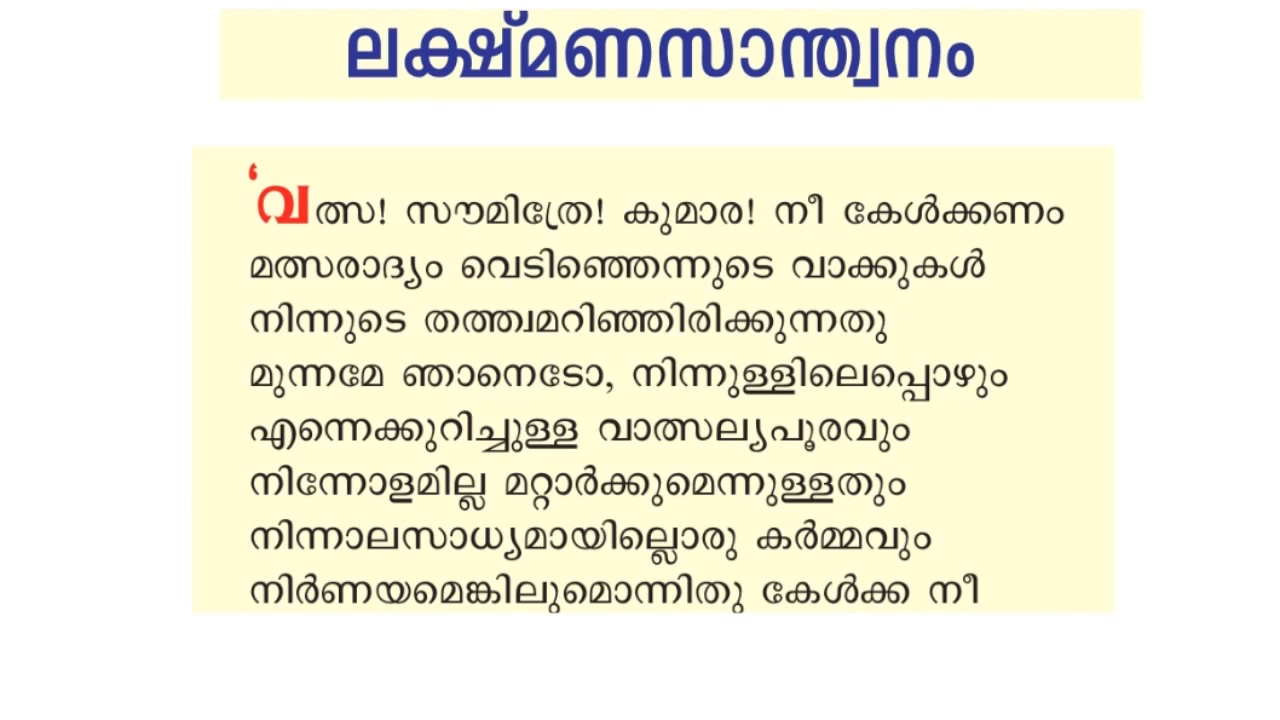 ലക്ഷ്മണസാന്ത്വനം
‘വത്സ! സൗമിത്രേ! കുമാര! നീ കേൾക്കണം
മത്സരാദ്യം വെടിഞ്ഞെന്നുടെ വാക്കുകൾ
നിന്നുടെ തത്ത്വമറിഞ്ഞിരിക്കുന്നതു
മുന്നമേ ഞാനെടോ, നിന്നുള്ളിലെപ്പൊഴും
എന്നെക്കുറിച്ചുള്ള വാത്സല്യപൂരവും
നിന്നോളമില്ല മറ്റാർക്കുമെന്നുള്ളതും
നിന്നാലസാധ്യമായില്ലൊരു കർമ്മവും
നിർണയമെങ്കിലുമൊന്നിതു കേൾക്ക നീ